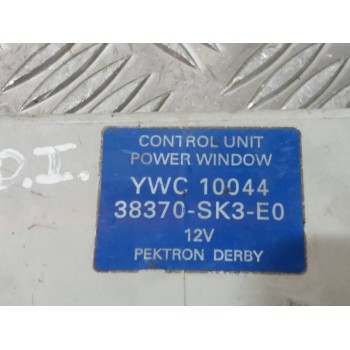 CONTROL UNIT
POWER WINDOW
YWC 10044
38370-SK3-E0
12V
PEKTRON DERBY
D.I.